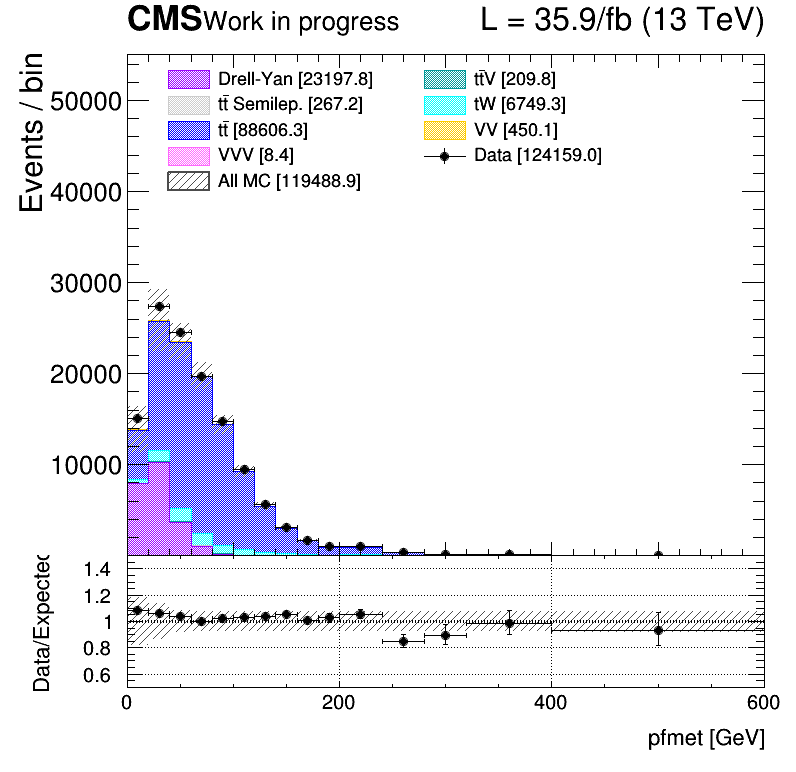 CMS Work in progress L = 35.9/fb (13 TeV)
Events / bin
Drell-Yan [23197.8]
tt̄ Semilep. [267.2]
tt̄ [88606.3]
VVV [8.4]
All MC [119488.9]
tt̄V [209.8]
tW [6749.3]
VV [450.1]
Data [124159.0]
50000
40000
30000
20000
10000
Data/Expected
1.4
1.2
1
0.8
0.6
0 200 400 600
pfmet [GeV]